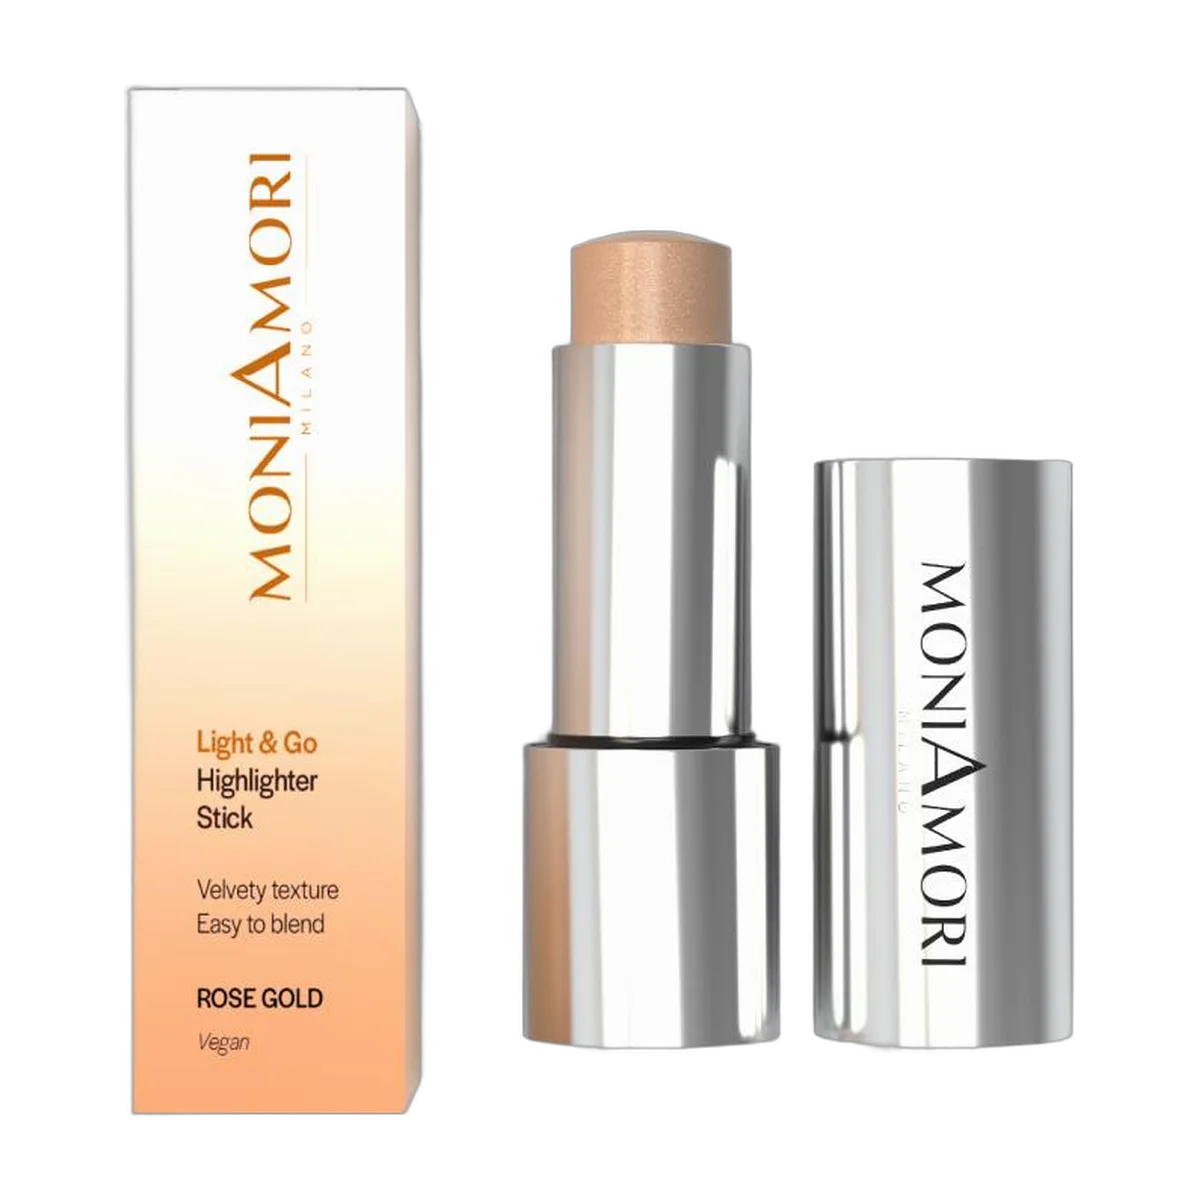 MONIAMORI
MILANO
Light & Go
Highlighter
Stick
Velvety texture
Easy to blend
ROSE GOLD
Vegan
MONIAMORI
MILANO